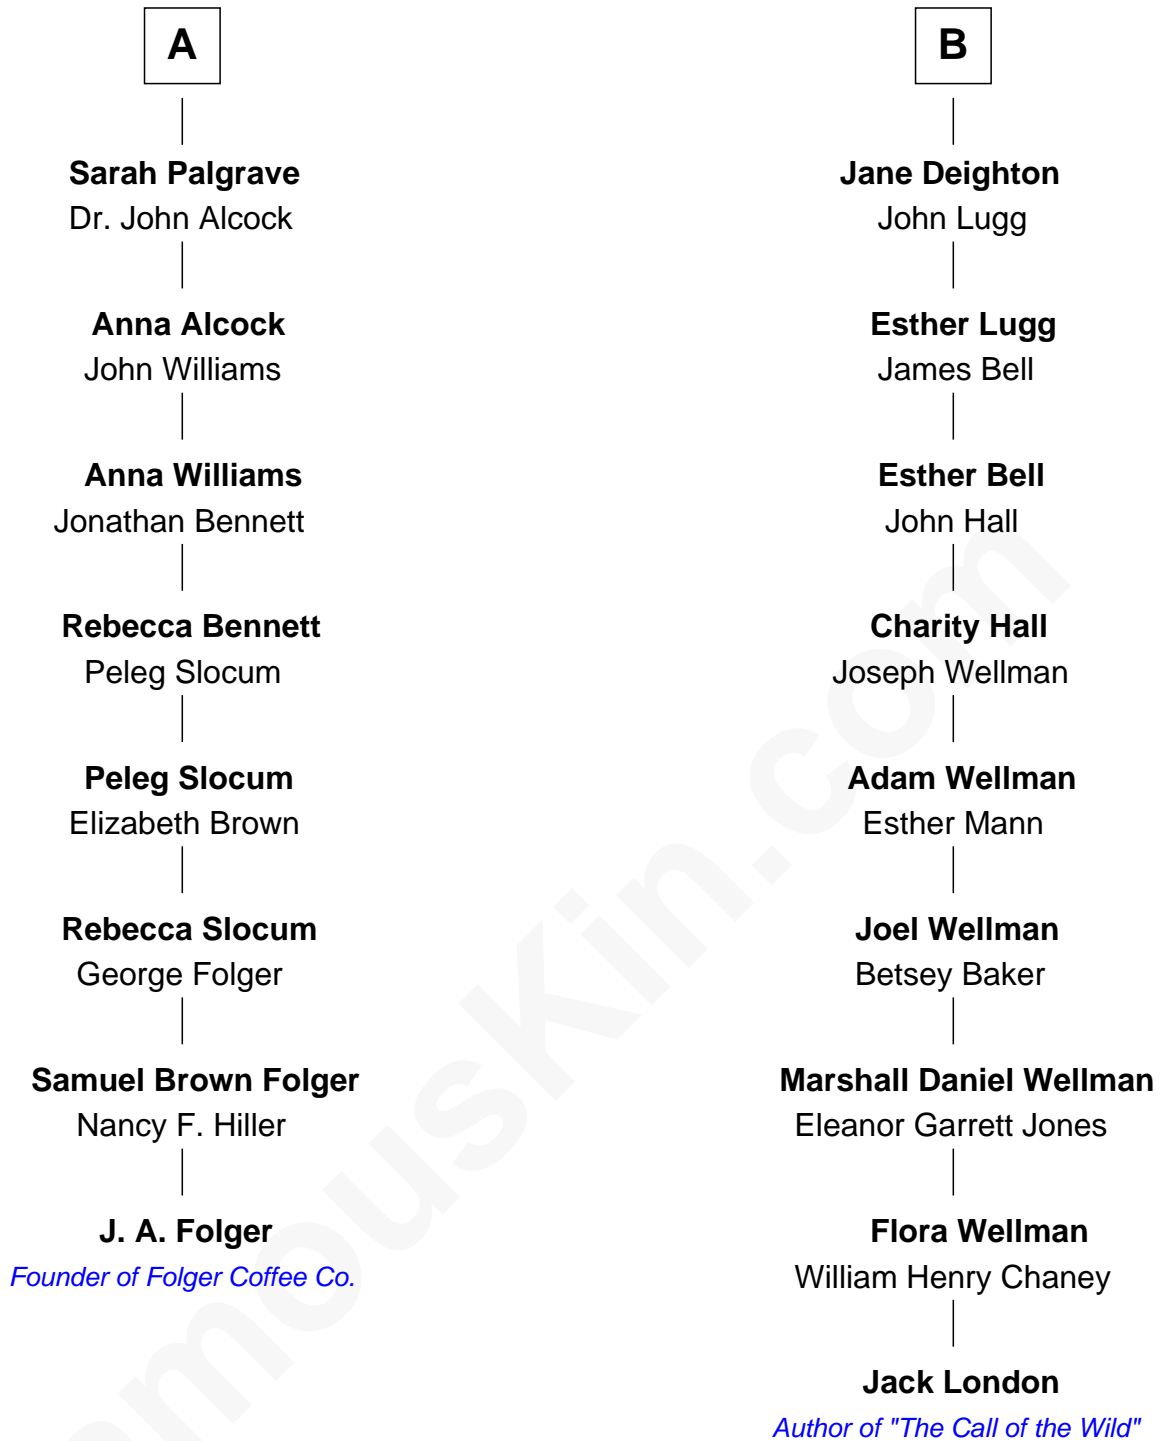 A
Sarah Palgrave
Dr. John Alcock
Anna Alcock
John Williams
Anna Williams
Jonathan Bennett
Rebecca Bennett
Peleg Slocum
Peleg Slocum
Elizabeth Brown
Rebecca Slocum
George Folger
Samuel Brown Folger
Nancy F. Hiller
J. A. Folger
Founder of Folger Coffee Co.
B
Jane Deighton
John Lugg
Esther Lugg
James Bell
Esther Bell
John Hall
Charity Hall
Joseph Wellman
Adam Wellman
Esther Mann
Joel Wellman
Betsey Baker
Marshall Daniel Wellman
Eleanor Garrett Jones
Flora Wellman
William Henry Chaney
Jack London
Author of "The Call of the Wild"
amouskin.com